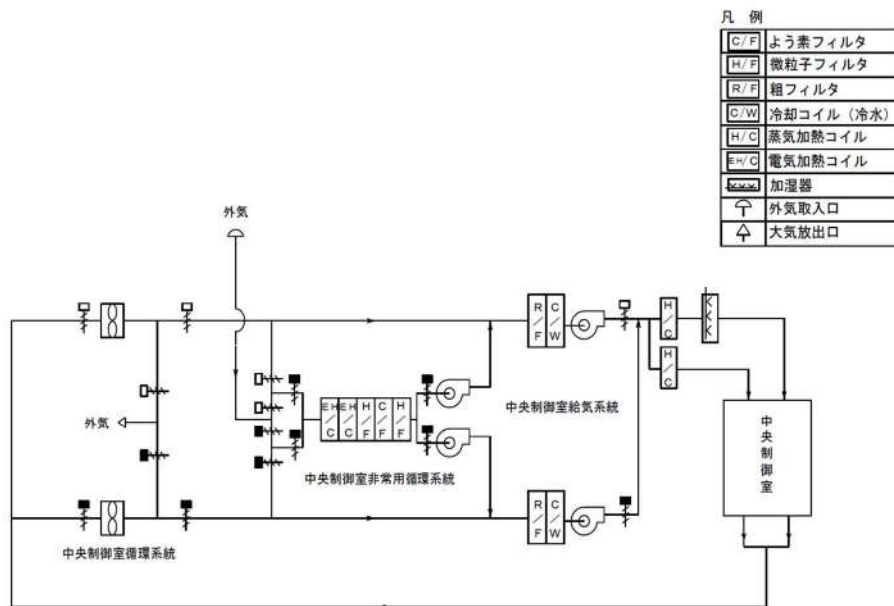 凡 例
C/F よう素フィルタ
H/F 微粒子フィルタ
R/F 粗フィルタ
C/W 冷却コイル（冷水）
H/C 蒸気加熱コイル
EH/C 電気加熱コイル
加湿器
外気取入口
大気放出口
外気
R/F
C/W
H/C
H/C
EH/C
EH/C
H/F
C/F
H/F
中央制御室給気系統
外気
中央制御室
中央制御室非常用循環系統
R/F
C/W
中央制御室循環系統